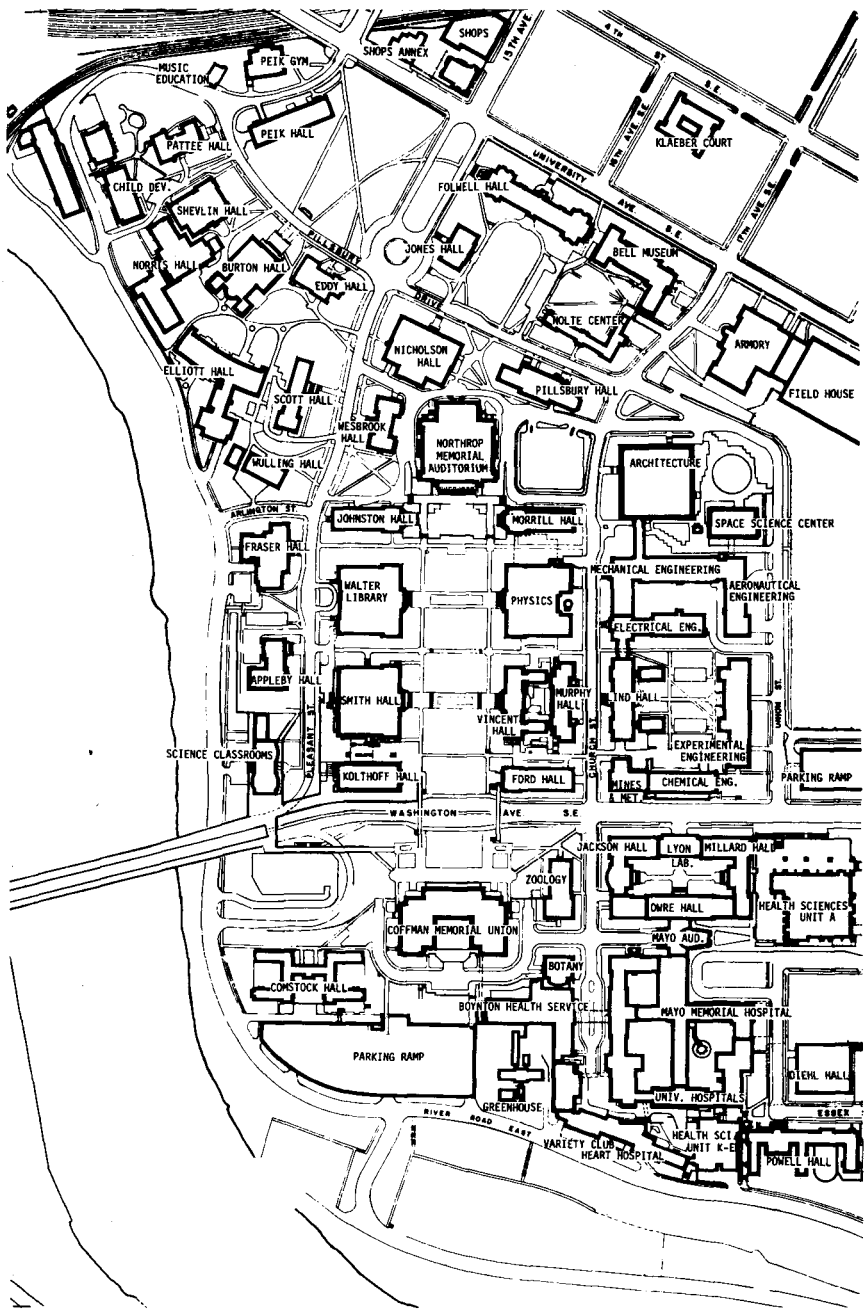 SHOPS
SHOPS ANNEX
15TH AVE. S.E.
4TH ST. S.E.
PEIK GYM
MUSIC
EDUCATION
KLAEBER COURT
16TH AVE S.E.
17TH AVE S.E.
PEIK HALL
PATTEE HALL
UNIVERSITY AVE. S.E.
FOLWELL HALL
CHILD DEV.
SHEVLIN HALL
PILLSBURY DRIVE
JONES HALL
BELL MUSEUM
NORRIS HALL
BURTON HALL
EDDY HALL
NOLTE CENTER
ARMORY
NICHOLSON
HALL
ELLIOTT HALL
PILLSBURY HALL
FIELD HOUSE
SCOTT HALL
WESBROOK
HALL
NORTHROP
MEMORIAL
AUDITORIUM
WULLING HALL
ARCHITECTURE
ARLINGTON ST.
JOHNSTON HALL
MORRILL HALL
SPACE SCIENCE CENTER
FRASER HALL
MECHANICAL ENGINEERING
WALTER
LIBRARY
PHYSICS
AERONAUTICAL
ENGINEERING
ELECTRICAL ENG.
APPLEBY HALL
SMITH HALL
MURPHY
HALL
LIND HALL
UNION ST.
PLEASANT ST.
VINCENT
HALL
CHURCH ST.
SCIENCE CLASSROOMS
EXPERIMENTAL
ENGINEERING
KOLTHOFF HALL
FORD HALL
MINES
& MET.
CHEMICAL ENG.
PARKING RAMP
WASHINGTON AVE S.E
JACKSON HALL
LYON
LAB.
MILLARD HALL
ZOOLOGY
OWRE HALL
HEALTH SCIENCES
UNIT A
COFFMAN MEMORIAL UNION
MAYO AUD.
BOTANY
COMSTOCK HALL
BOYNTON HEALTH SERVICE
MAYO MEMORIAL HOSPITAL
PARKING RAMP
DIEHL HALL
UNIV. HOSPITALS
GREENHOUSE
ESSEX
RIVER ROAD EAST
VARIETY CLUB
HEART HOSPITAL
HEALTH SCI
UNIT K-E
POWELL HALL